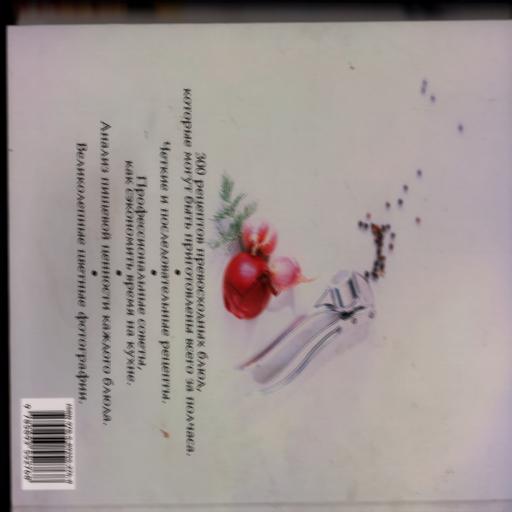 300 рецептов превосходных блюд,
которые могут быть приготовлены всего за полчаса.
•
Четкие и последовательные рецепты.
•
Профессиональные советы,
как сэкономить время на кухне.
•
Анализ пищевой ценности каждого блюда.
•
Великолепные цветные фотографии.